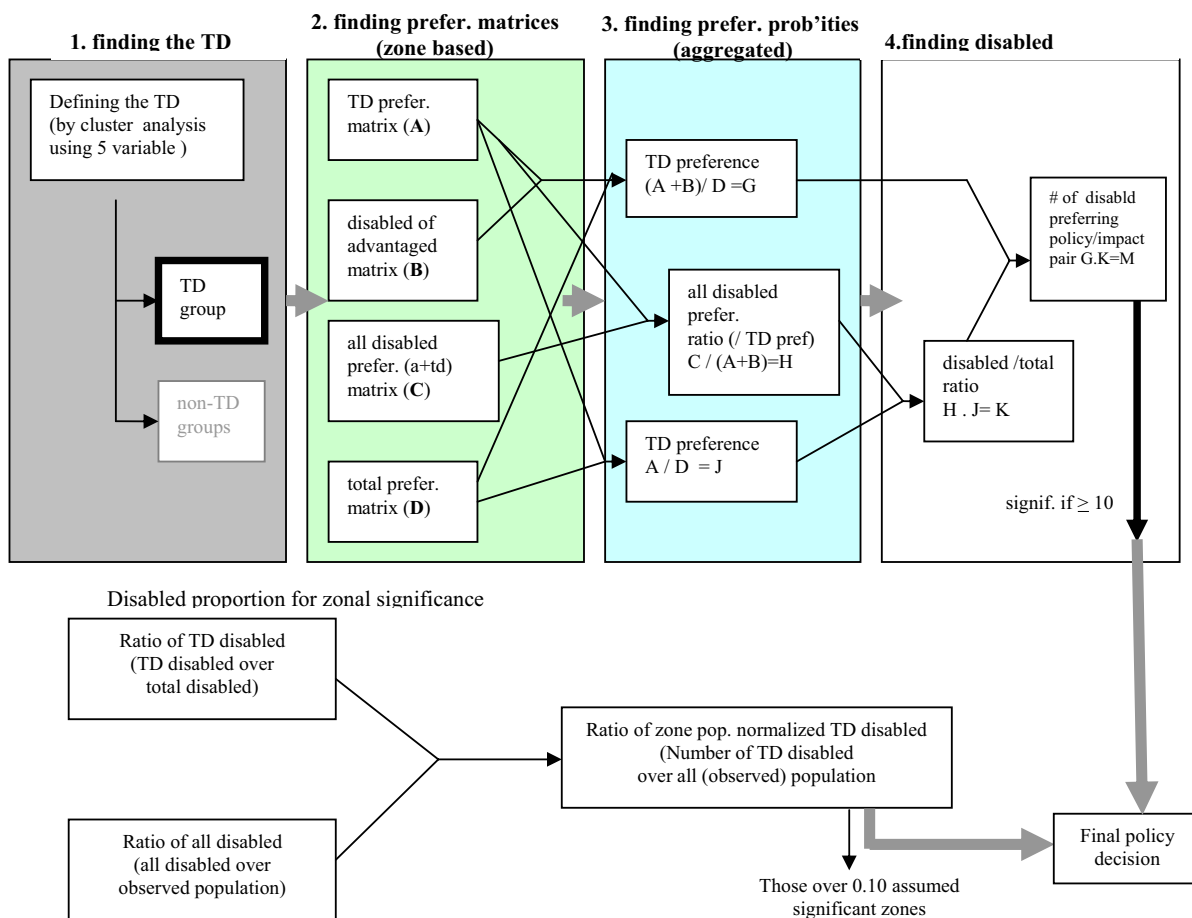 1. finding the TD
2. finding prefer. matrices
(zone based)
3. finding prefer. prob'ities
(aggregated)
4.finding disabled
Defining the TD
(by cluster analysis
using 5 variable )
TD
group
non-TD
groups
TD prefer.
matrix (A)
disabled of
advantaged
matrix (B)
all disabled
prefer. (a+td)
matrix (C)
total prefer.
matrix (D)
TD preference
(A +B)/ D =G
all disabled
prefer.
ratio (/ TD pref)
C / (A+B)=H
TD preference
A / D = J
# of disabld
preferring
policy/impact
pair G.K=M
disabled /total
ratio
H . J= K
signif. if ≥ 10
Disabled proportion for zonal significance
Ratio of TD disabled
(TD disabled over
total disabled)
Ratio of all disabled
(all disabled over
observed population)
Ratio of zone pop. normalized TD disabled
(Number of TD disabled
over all (observed) population
Those over 0.10 assumed
significant zones
Final policy
decision